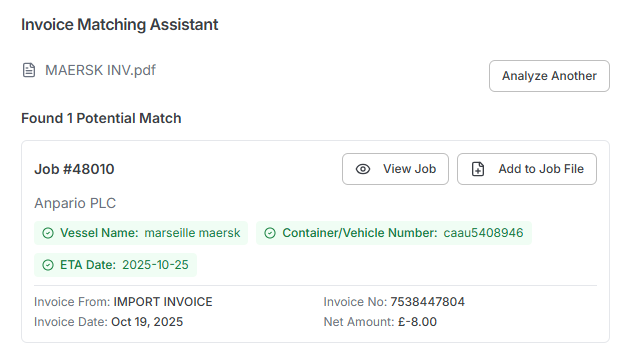 Invoice Matching Assistant
MAERSK INV.pdf
Analyze Another
Found 1 Potential Match
Job #48010
View Job
Add to Job File
Anpario PLC
Vessel Name: marseille maersk
Container/Vehicle Number: caau5408946
ETA Date: 2025-10-25
Invoice From: IMPORT INVOICE
Invoice No: 7538447804
Invoice Date: Oct 19, 2025
Net Amount: £-8.00